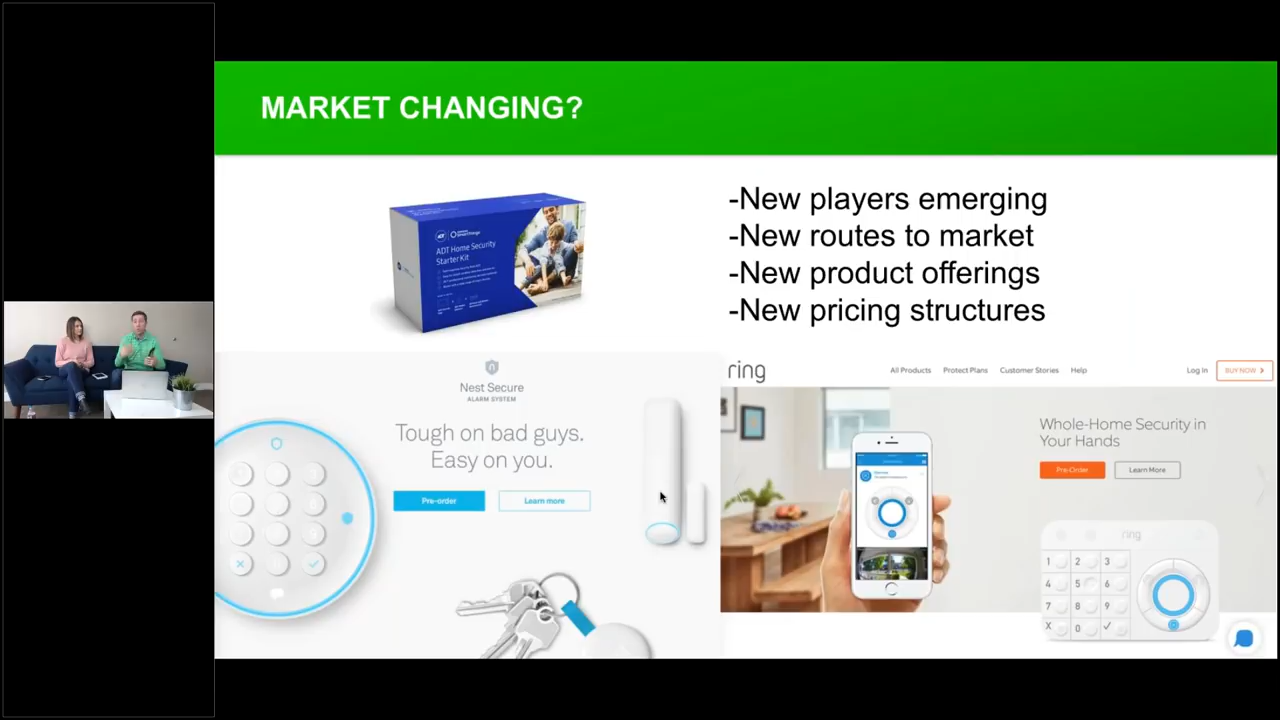 MARKET CHANGING?
ADT Home Security
Starter Kit
-New players emerging
-New routes to market
-New product offerings
-New pricing structures
Nest Secure
ALARM SYSTEM
Tough on bad guys.
Easy on you.
Pre-order
Learn more
ring
All Products
Protect Plans
Customer Stories
Help
Log In
BUY NOW
Whole-Home Security in
Your Hands
Pre-Order
Learn More
ring
1 2 3
4 5 6
7 8 9
X 0 ✓